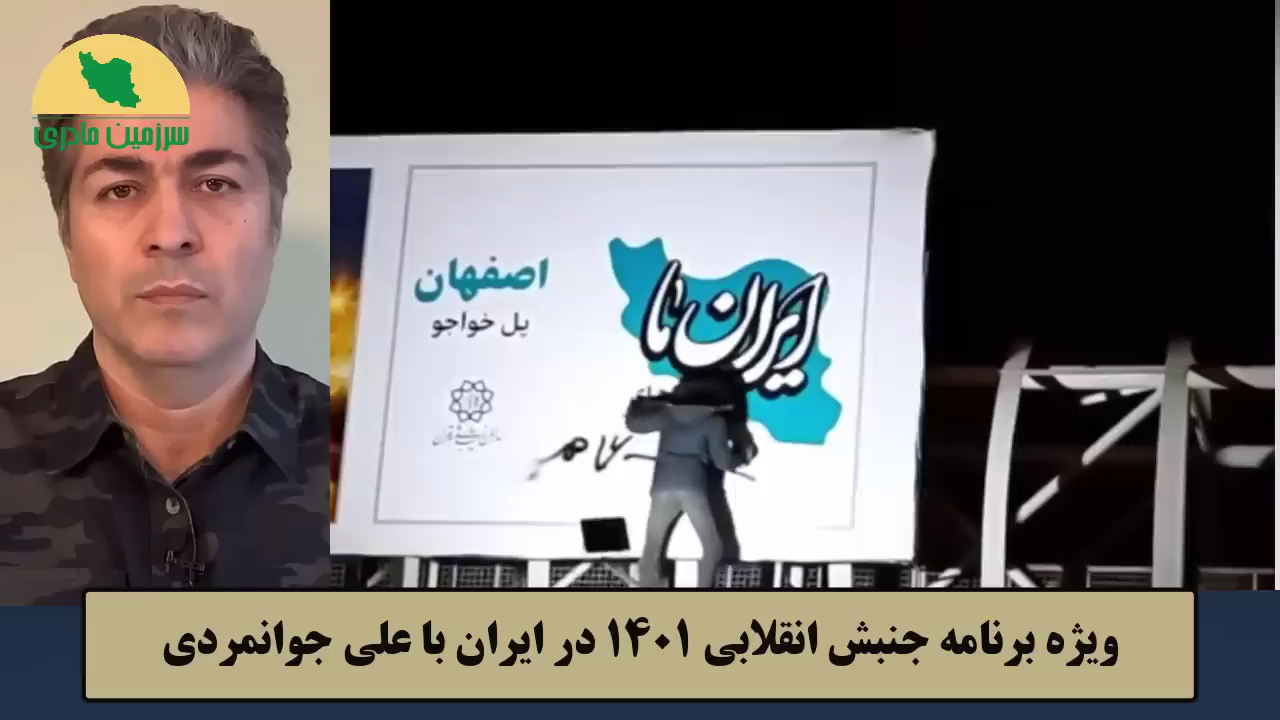 سرزمین مادری
ایران ما
اصفهان
پل خواجو
ویژه برنامه جنبش انقلابی ۱۴۰۱ در ایران با علی جوانمردی